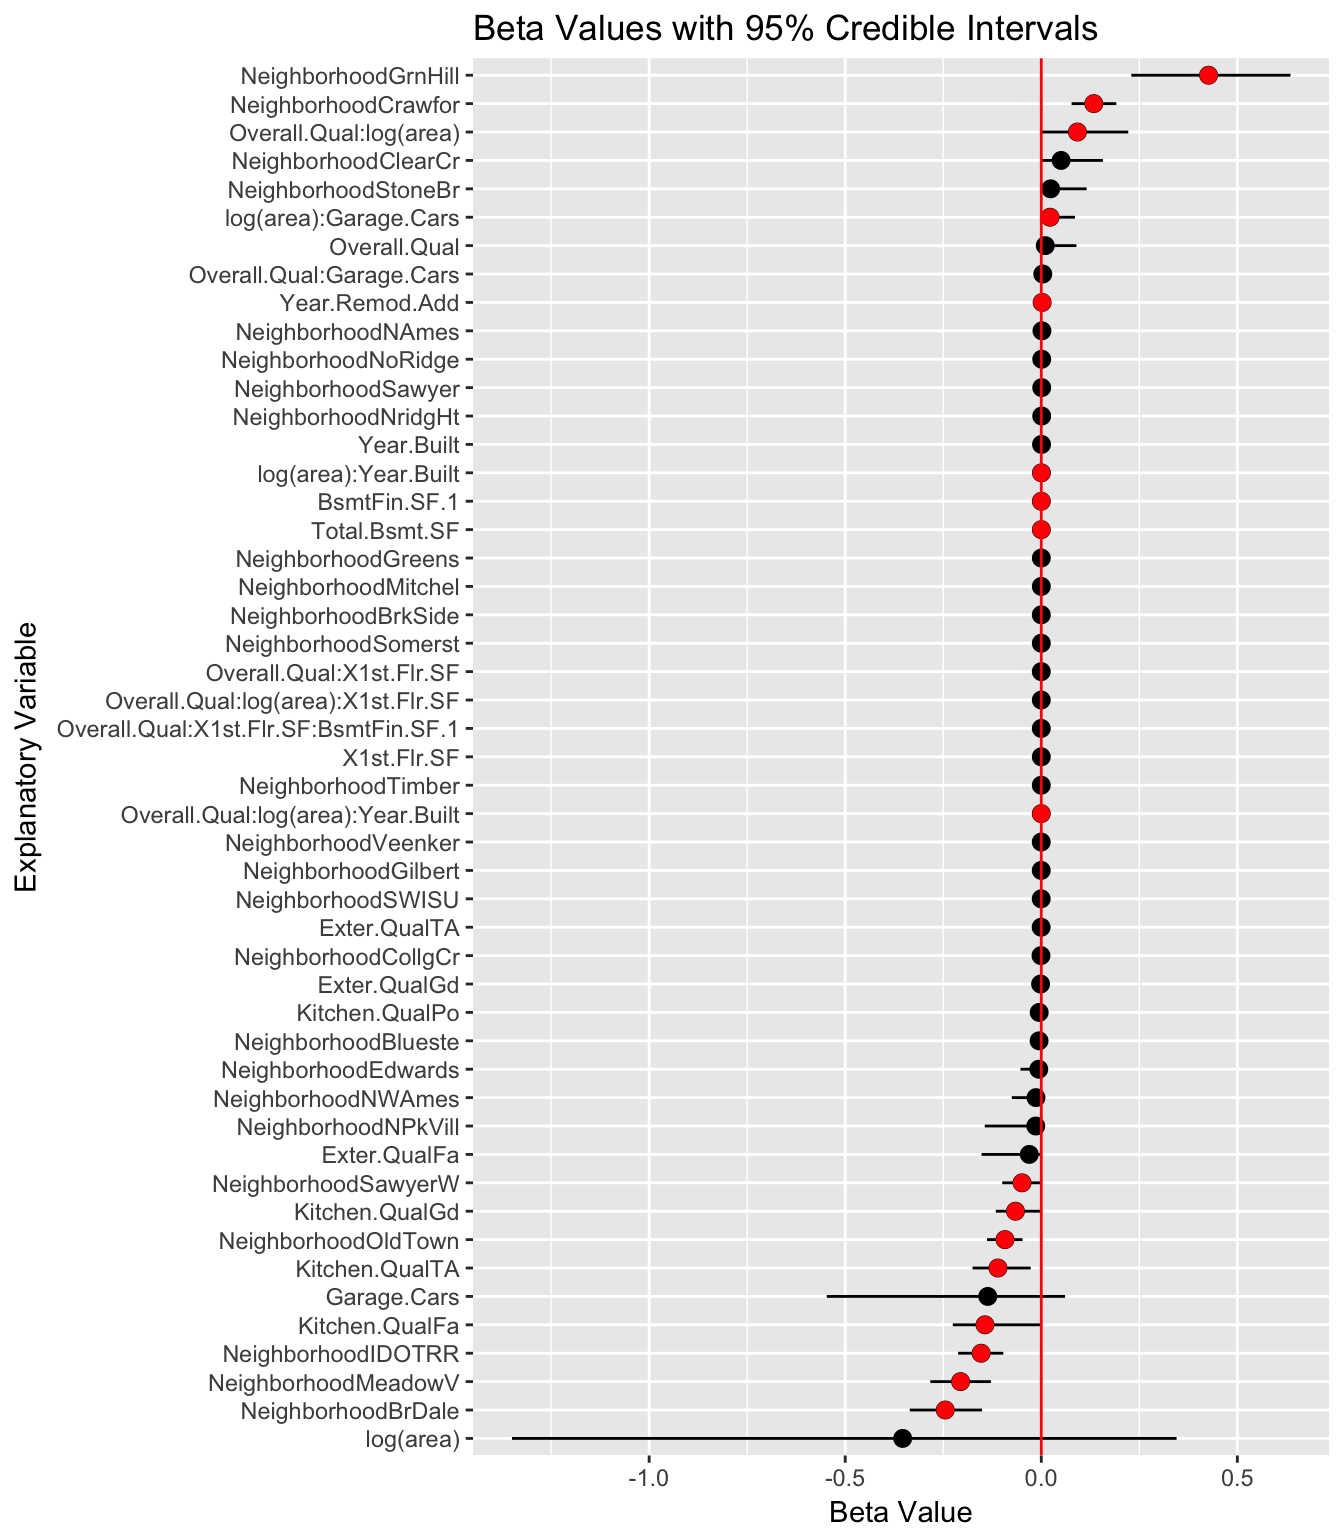 Beta Values with 95% Credible Intervals
Explanatory Variable
NeighborhoodGrnHill
NeighborhoodCrawfor
Overall.Qual:log(area)
NeighborhoodClearCr
NeighborhoodStoneBr
log(area):Garage.Cars
Overall.Qual
Overall.Qual:Garage.Cars
Year.Remod.Add
NeighborhoodNAmes
NeighborhoodNoRidge
NeighborhoodSawyer
NeighborhoodNridgHt
Year.Built
log(area):Year.Built
BsmtFin.SF.1
Total.Bsmt.SF
NeighborhoodGreens
NeighborhoodMitchel
NeighborhoodBrkSide
NeighborhoodSomerst
Overall.Qual:X1st.Flr.SF
Overall.Qual:log(area):X1st.Flr.SF
Overall.Qual:X1st.Flr.SF:BsmtFin.SF.1
X1st.Flr.SF
NeighborhoodTimber
Overall.Qual:log(area):Year.Built
NeighborhoodVeenker
NeighborhoodGilbert
NeighborhoodSWISU
Exter.QualTA
NeighborhoodCollgCr
Exter.QualGd
Kitchen.QualPo
NeighborhoodBlueste
NeighborhoodEdwards
NeighborhoodNWAmes
NeighborhoodNPkVill
Exter.QualFa
NeighborhoodSawyerW
Kitchen.QualGd
NeighborhoodOldTown
Kitchen.QualTA
Garage.Cars
Kitchen.QualFa
NeighborhoodIDOTRR
NeighborhoodMeadowV
NeighborhoodBrDale
log(area)
-1.0 -0.5 0.0 0.5
Beta Value